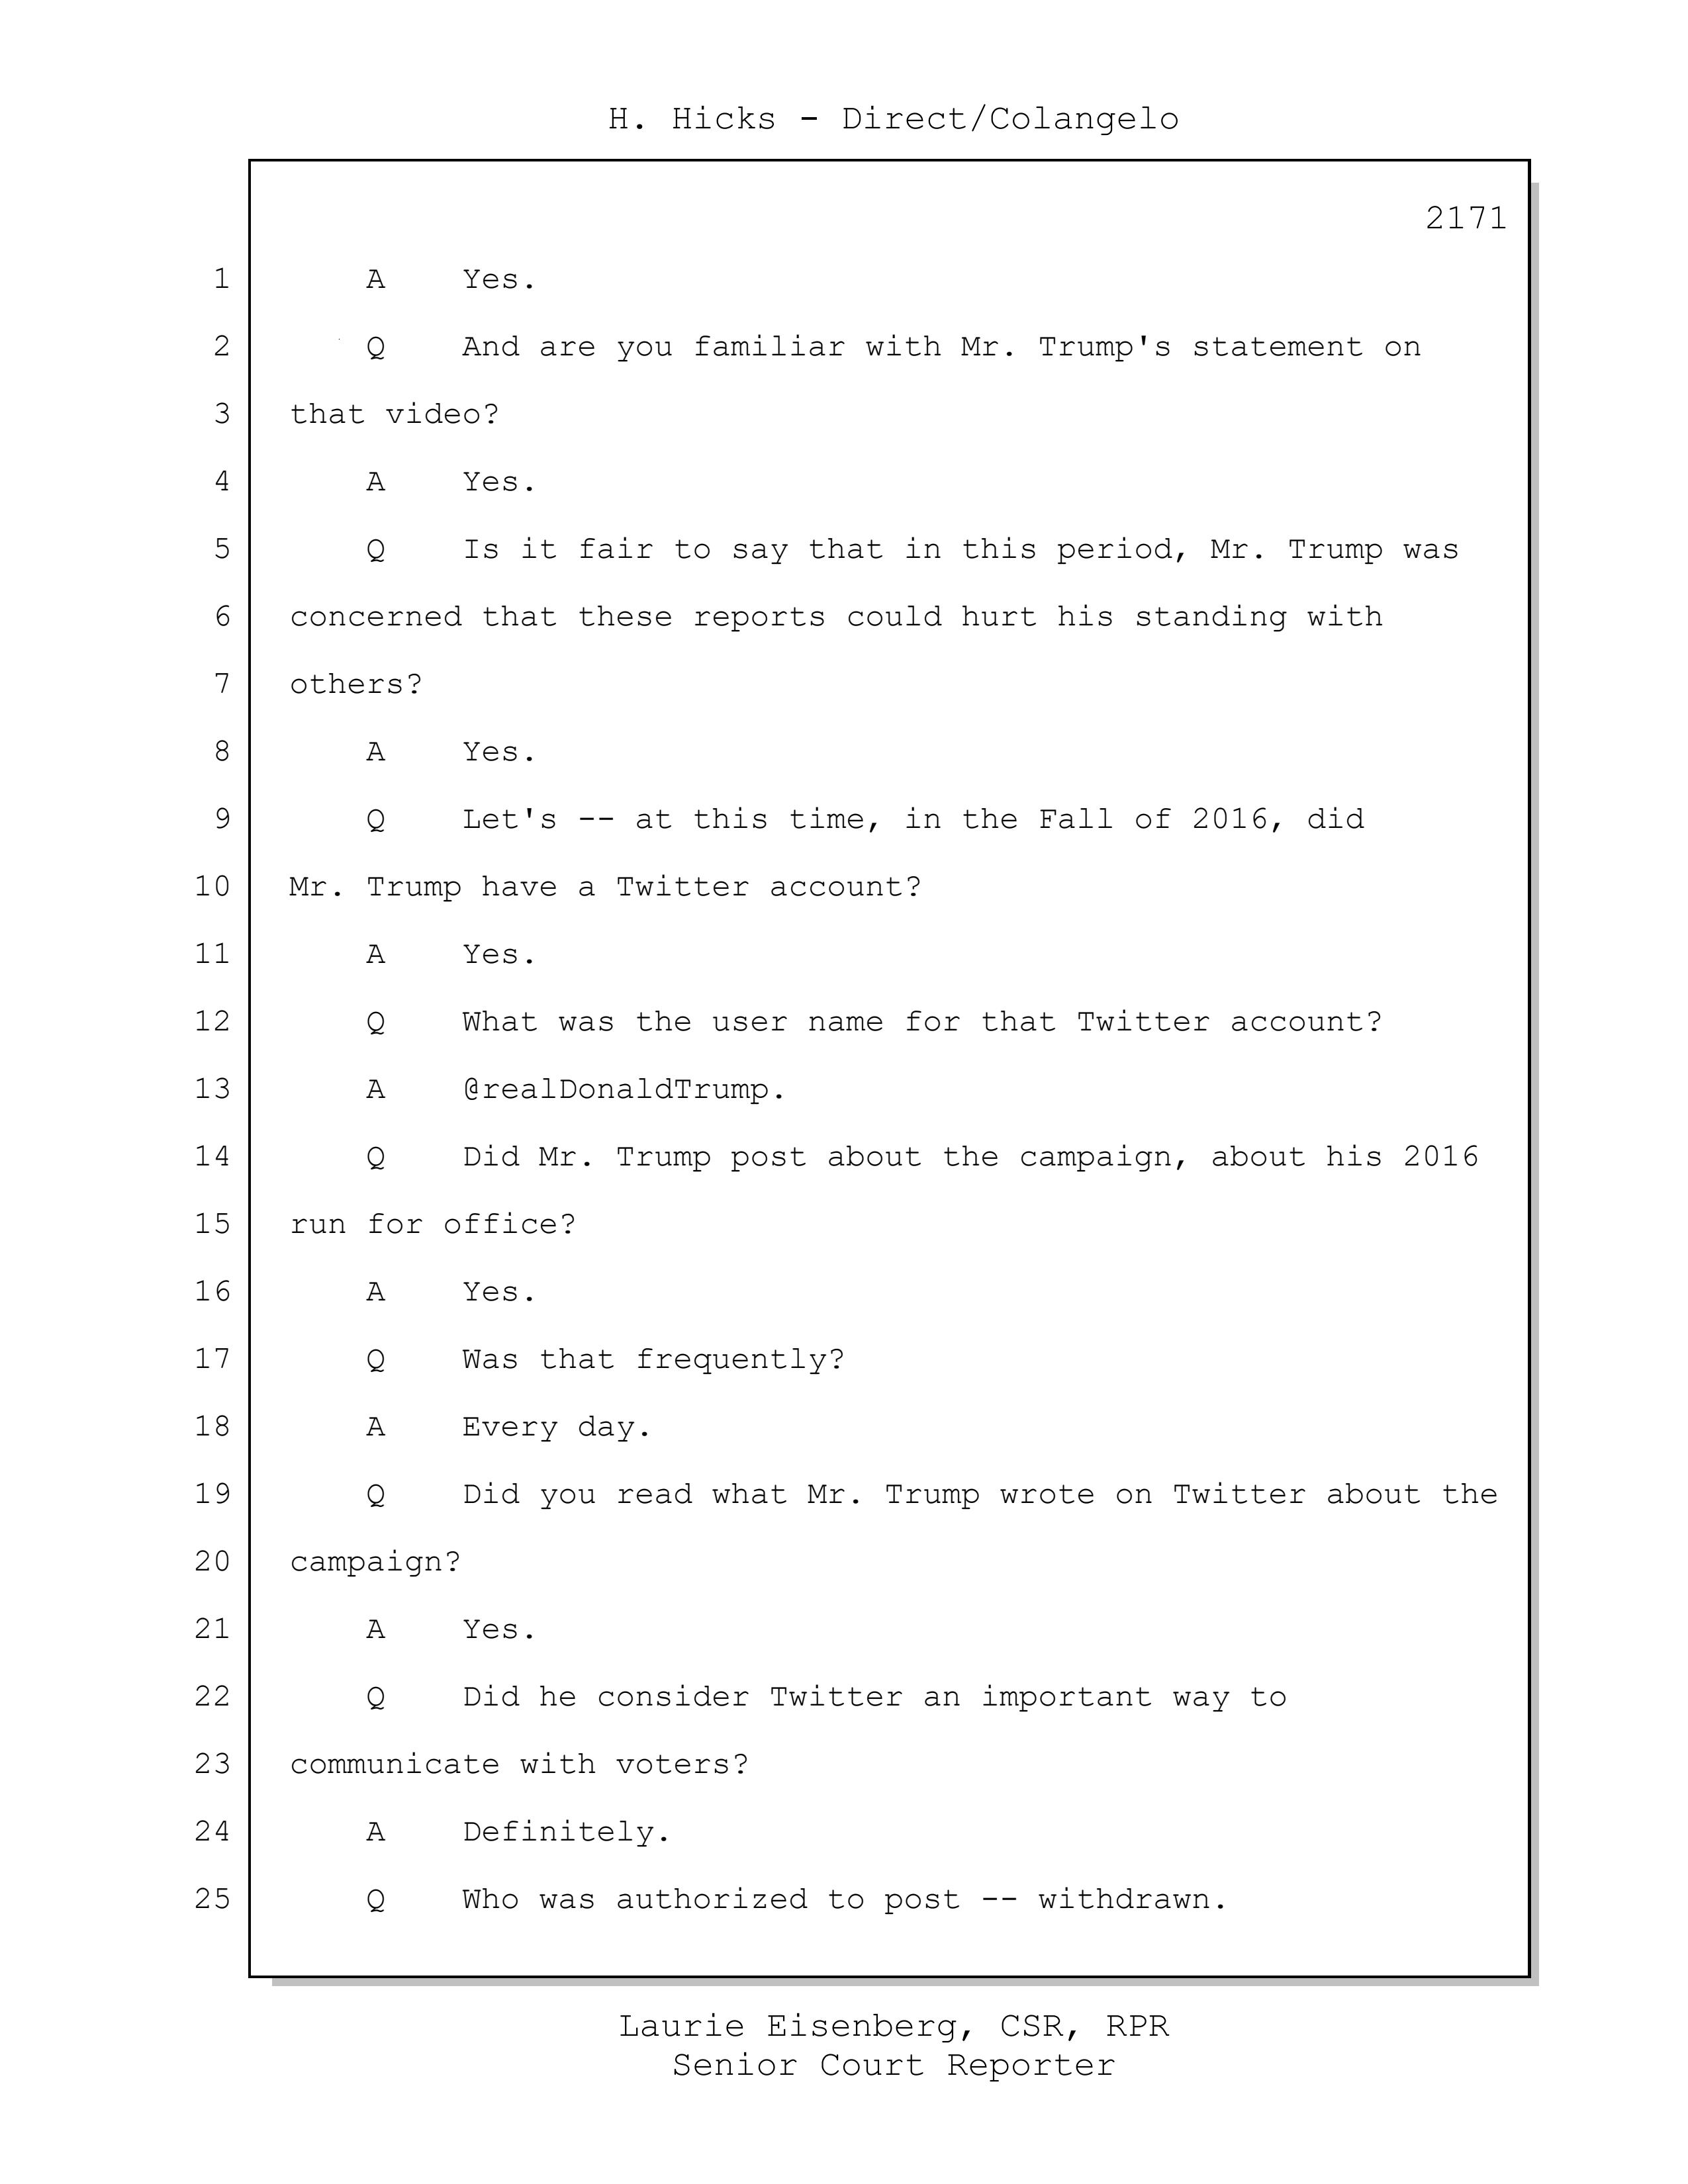 H. Hicks - Direct/Colangelo
2171
1 A Yes.
2 Q And are you familiar with Mr. Trump's statement on
3 that video?
4 A Yes.
5 Q Is it fair to say that in this period, Mr. Trump was
6 concerned that these reports could hurt his standing with
7 others?
8 A Yes.
9 Q Let's -- at this time, in the Fall of 2016, did
10 Mr. Trump have a Twitter account?
11 A Yes.
12 Q What was the user name for that Twitter account?
13 A @realDonaldTrump.
14 Q Did Mr. Trump post about the campaign, about his 2016
15 run for office?
16 A Yes.
17 Q Was that frequently?
18 A Every day.
19 Q Did you read what Mr. Trump wrote on Twitter about the
20 campaign?
21 A Yes.
22 Q Did he consider Twitter an important way to
23 communicate with voters?
24 A Definitely.
25 Q Who was authorized to post -- withdrawn.
Laurie Eisenberg, CSR, RPR
Senior Court Reporter